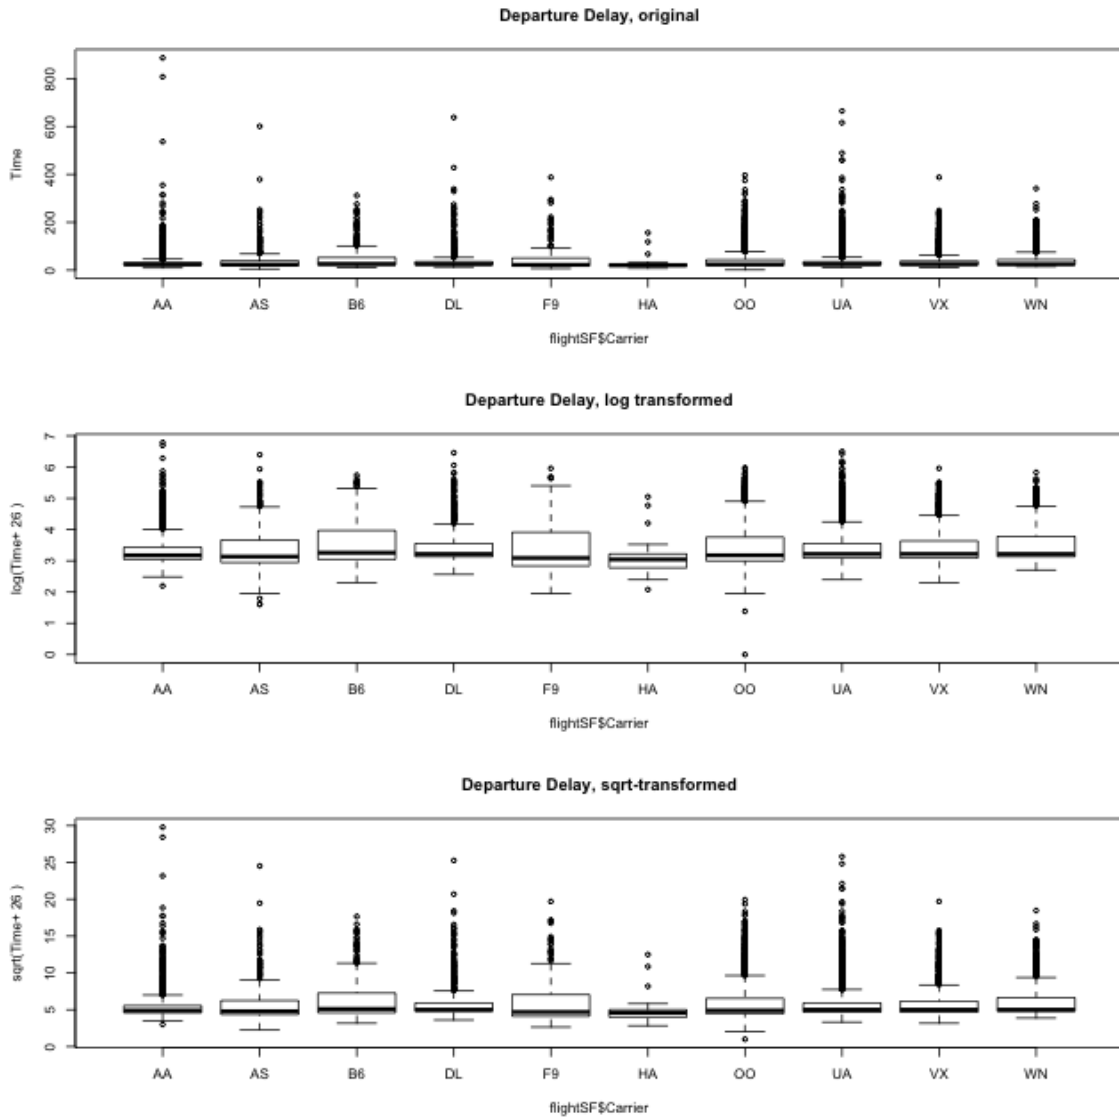 Departure Delay, original
Time
0 200 400 600 800
AA AS B6 DL F9 HA OO UA VX WN
flightSF$Carrier
Departure Delay, log transformed
log(Time+ 26 )
0 1 2 3 4 5 6 7
AA AS B6 DL F9 HA OO UA VX WN
flightSF$Carrier
Departure Delay, sqrt-transformed
sqrt(Time+ 26 )
0 5 10 15 20 25 30
AA AS B6 DL F9 HA OO UA VX WN
flightSF$Carrier